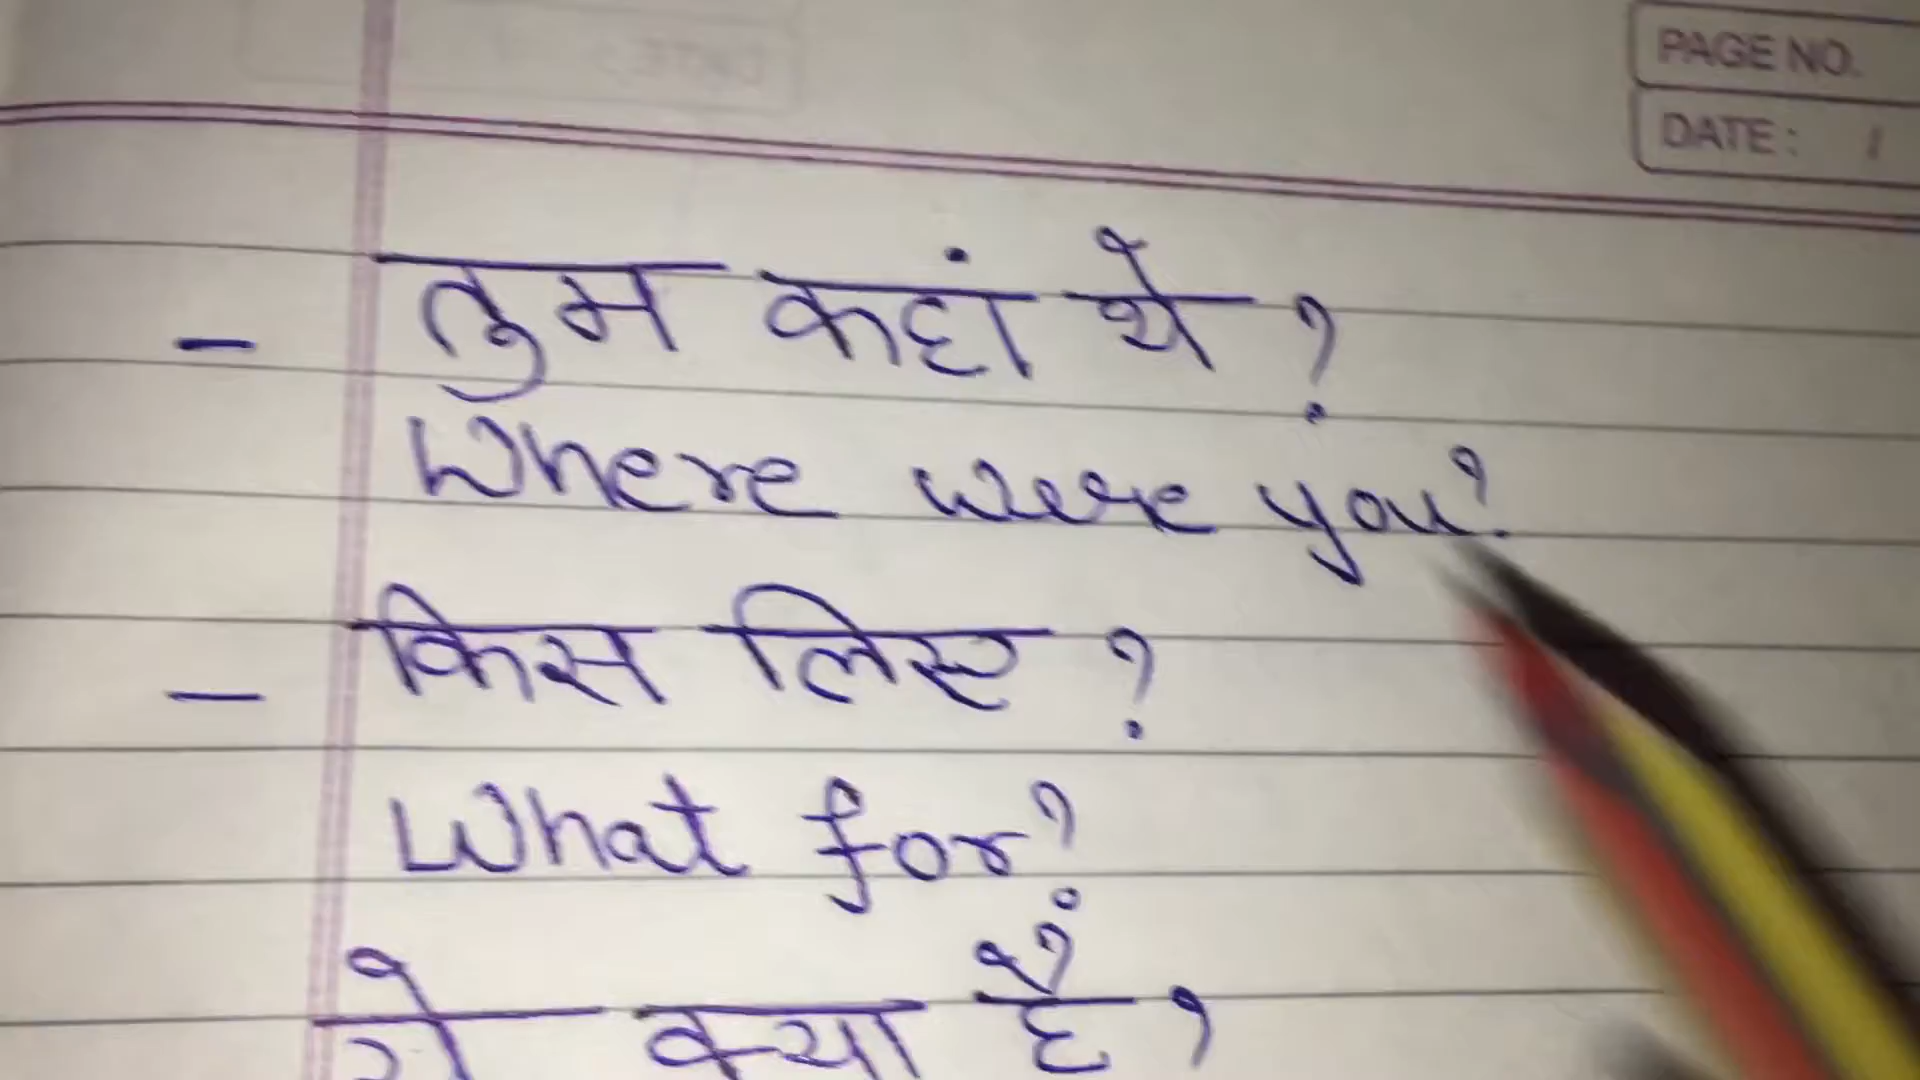 PAGE NO.
DATE : /
- तुम कहां थे ?
Where were you?
- किस लिए ?
What for?
ये क्या है ?